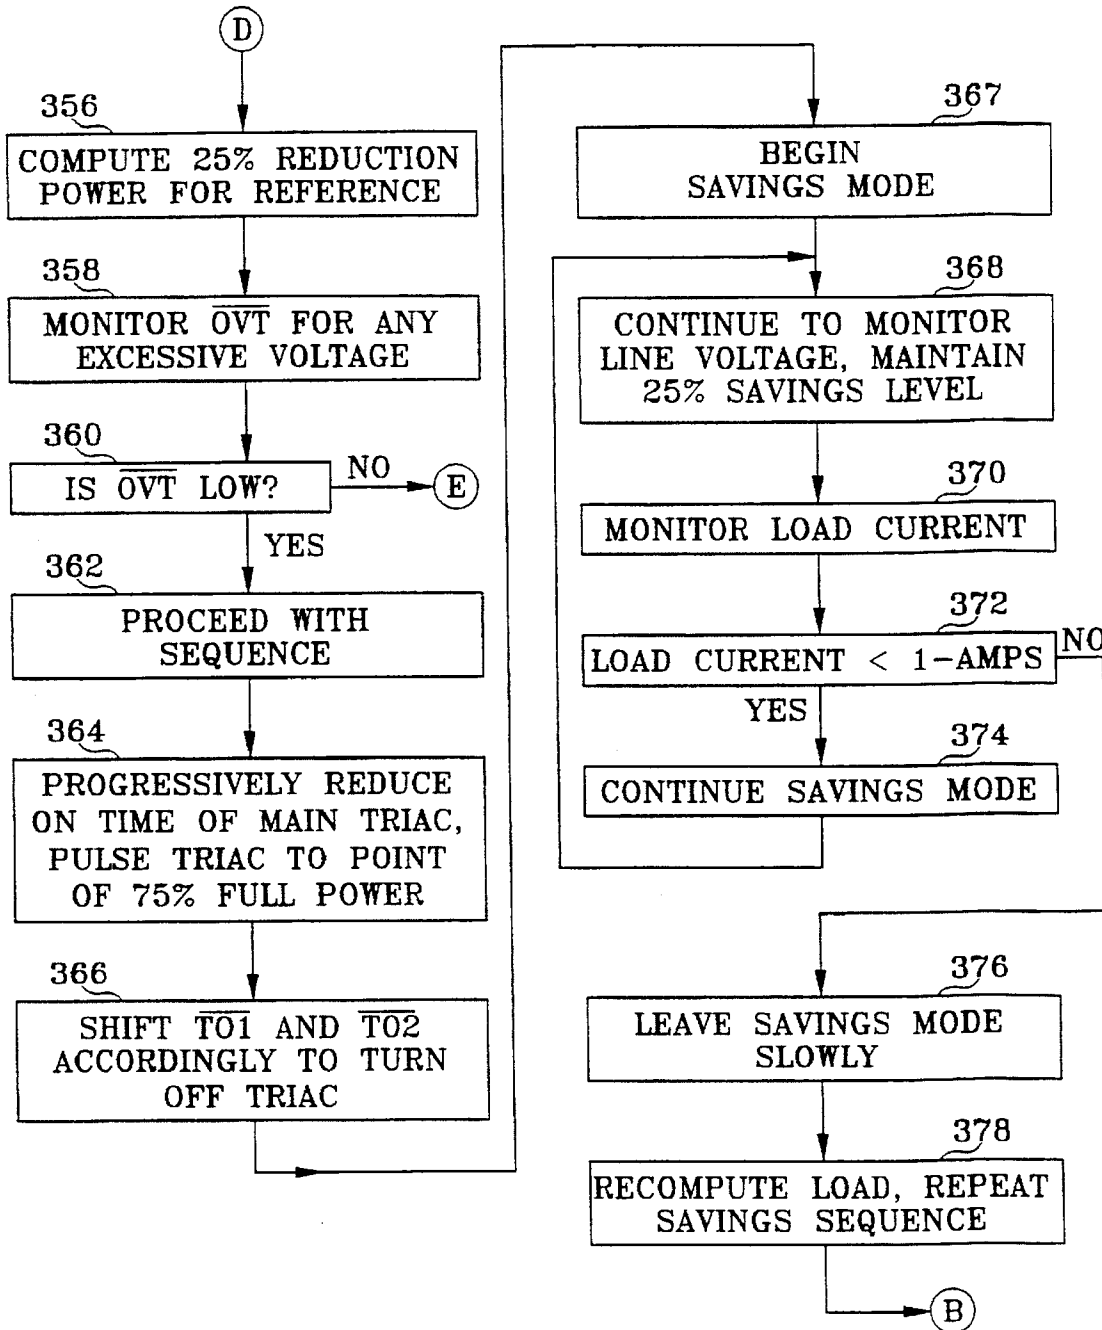 D
356
COMPUTE 25% REDUCTION
POWER FOR REFERENCE
358
MONITOR O̅V̅T̅ FOR ANY
EXCESSIVE VOLTAGE
360
IS O̅V̅T̅ LOW?
NO
E
YES
362
PROCEED WITH
SEQUENCE
364
PROGRESSIVELY REDUCE
ON TIME OF MAIN TRIAC,
PULSE TRIAC TO POINT
OF 75% FULL POWER
366
SHIFT T̅O̅1̅ AND T̅O̅2̅
ACCORDINGLY TO TURN
OFF TRIAC
367
BEGIN
SAVINGS MODE
368
CONTINUE TO MONITOR
LINE VOLTAGE, MAINTAIN
25% SAVINGS LEVEL
370
MONITOR LOAD CURRENT
372
LOAD CURRENT < 1-AMPS
NO
YES
374
CONTINUE SAVINGS MODE
376
LEAVE SAVINGS MODE
SLOWLY
378
RECOMPUTE LOAD, REPEAT
SAVINGS SEQUENCE
B